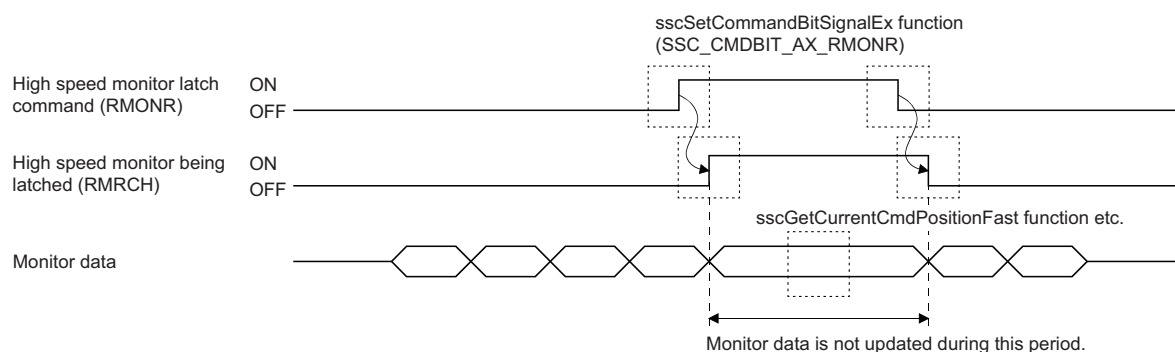 sscSetCommandBitSignalEx function
(SSC_CMDBIT_AX_RMONR)
High speed monitor latch
command (RMONR)
ON
OFF
High speed monitor being
latched (RMRCH)
ON
OFF
sscGetCurrentCmdPositionFast function etc.
Monitor data
Monitor data is not updated during this period.